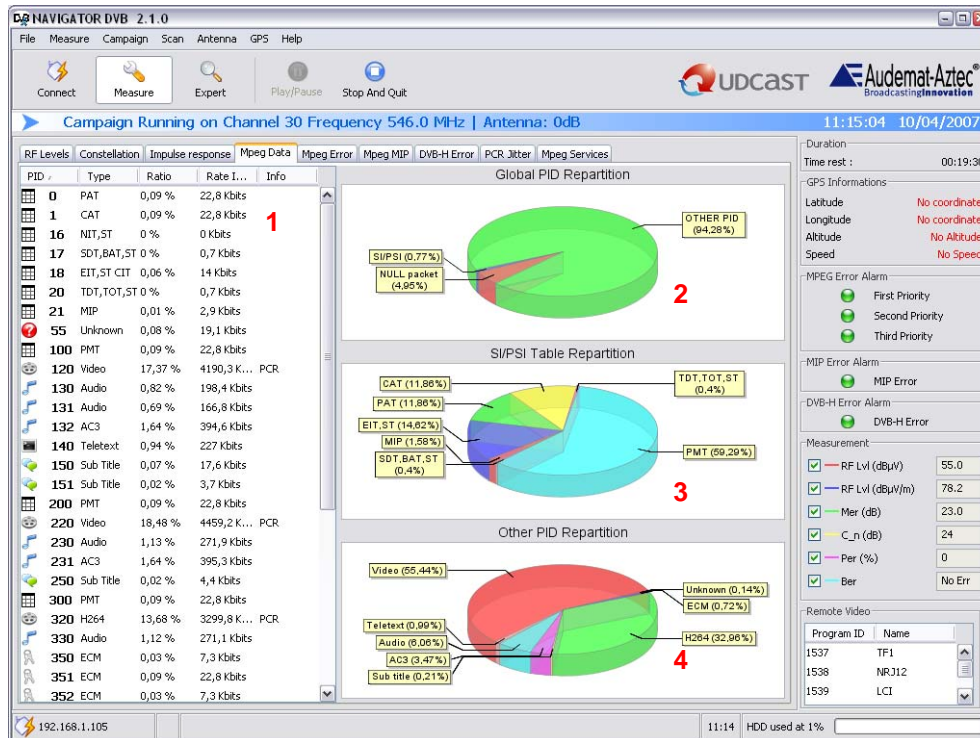 NAVIGATOR DVB 2.1.0
File Measure Campaign Scan Antenna GPS Help
Connect Measure Expert Play/Pause Stop And Quit
UDCAST Audemat-Aztec®
BroadcastingInnovation
Campaign Running on Channel 30 Frequency 546.0 MHz | Antenna: 0dB 11:15:04 10/04/2007
RF Levels Constellation Impulse response Mpeg Data Mpeg Error Mpeg MIP DVB-H Error PCR Jitter Mpeg Services
PID Type Ratio Rate I... Info
0 PAT 0,09 % 22,8 Kbits
1 CAT 0,09 % 22,8 Kbits
16 NIT,ST 0 % 0 Kbits
17 SDT,BAT,ST 0 % 0,7 Kbits
18 EIT,ST CIT 0,06 % 14 Kbits
20 TDT,TOT,ST 0 % 0,7 Kbits
21 MIP 0,01 % 2,9 Kbits
55 Unknown 0,08 % 19,1 Kbits
100 PMT 0,09 % 22,8 Kbits
120 Video 17,37 % 4190,3 K... PCR
130 Audio 0,82 % 198,4 Kbits
131 Audio 0,69 % 166,8 Kbits
132 AC3 1,64 % 394,6 Kbits
140 Teletext 0,94 % 227 Kbits
150 Sub Title 0,07 % 17,6 Kbits
151 Sub Title 0,02 % 3,7 Kbits
200 PMT 0,09 % 22,8 Kbits
220 Video 18,48 % 4459,2 K... PCR
230 Audio 1,13 % 271,9 Kbits
231 AC3 1,64 % 395,3 Kbits
250 Sub Title 0,02 % 4,4 Kbits
300 PMT 0,09 % 22,8 Kbits
320 H264 13,68 % 3299,8 K... PCR
330 Audio 1,12 % 271,1 Kbits
350 ECM 0,03 % 7,3 Kbits
351 ECM 0,09 % 22,8 Kbits
352 ECM 0,03 % 7,3 Kbits
1
Global PID Repartition
OTHER PID
(94,28%)
SI/PSI (0,77%)
NULL packet
(4,95%)
2
SI/PSI Table Repartition
CAT (11,86%)
TDT,TOT,ST
(0,4%)
PAT (11,86%)
EIT,ST (14,62%)
MIP (1,58%)
SDT,BAT,ST
(0,4%)
PMT (59,29%)
3
Other PID Repartition
Video (55,44%)
Unknown (0,14%)
ECM (0,72%)
Teletext (0,99%)
Audio (6,06%)
H264 (32,96%)
AC3 (3,47%)
Sub title (0,21%)
4
Duration
Time rest : 00:19:3
GPS Informations
Latitude No coordinate
Longitude No coordinate
Altitude No Altitude
Speed No Speed
MPEG Error Alarm
First Priority
Second Priority
Third Priority
MIP Error Alarm
MIP Error
DVB-H Error Alarm
DVB-H Error
Measurement
RF Lvl (dBµV) 55.0
RF Lvl (dBµV/m) 78.2
Mer (dB) 23.0
C_n (dB) 24
Per (%) 0
Ber No Err
Remote Video
Program ID Name
1537 TF1
1538 NRJ12
1539 LCI
192.168.1.105 11:14 HDD used at 1%